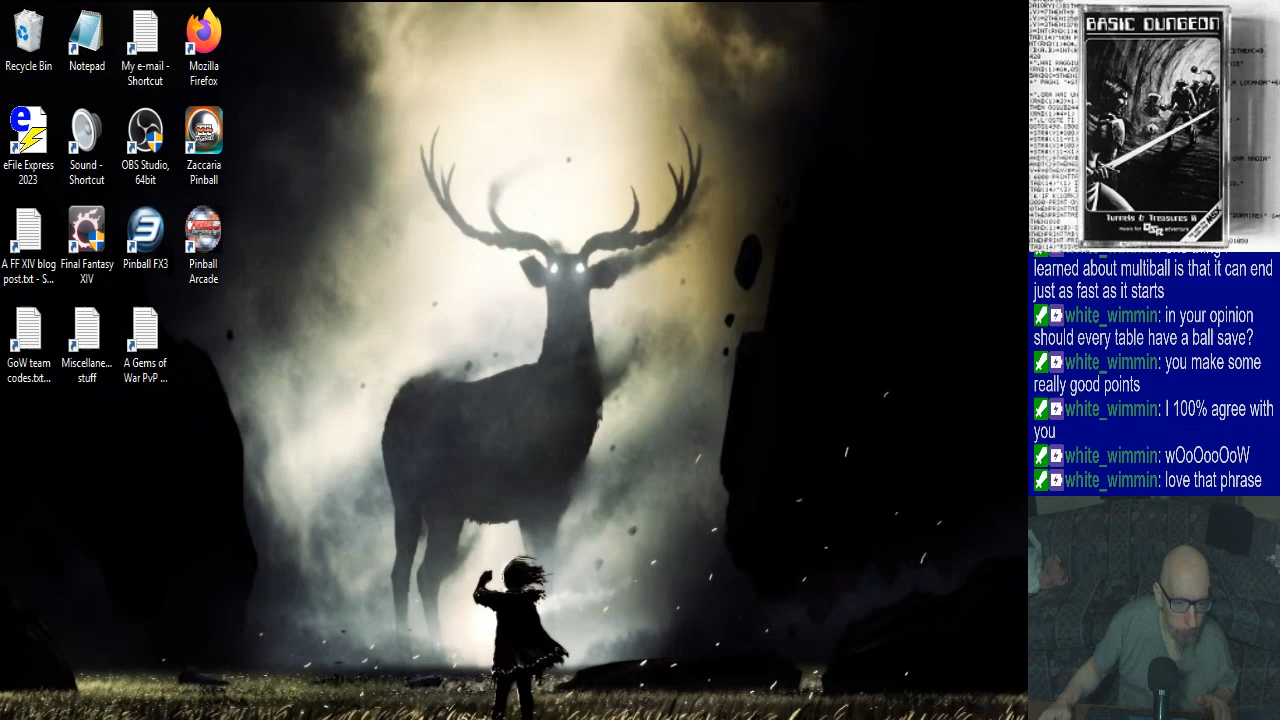 Recycle Bin
Notepad
My e-mail -
Shortcut
Mozilla
Firefox
eFile Express
2023
Sound -
Shortcut
OBS Studio,
64bit
Zaccaria
Pinball
A FF XIV blog
post.txt - S...
Final Fantasy
XIV
Pinball FX3
Pinball
Arcade
GoW team
codes.txt...
Miscellane...
stuff
A Gems of
War PvP ...
BASIC DUNGEON
Tunnels & Treasures II
music for OSR adventure
learned about multiball is that it can end
just as fast as it starts
white_wimmin: in your opinion
should every table have a ball save?
white_wimmin: you make some
really good points
white_wimmin: I 100% agree with
you
white_wimmin: wOoOooOoW
white_wimmin: love that phrase